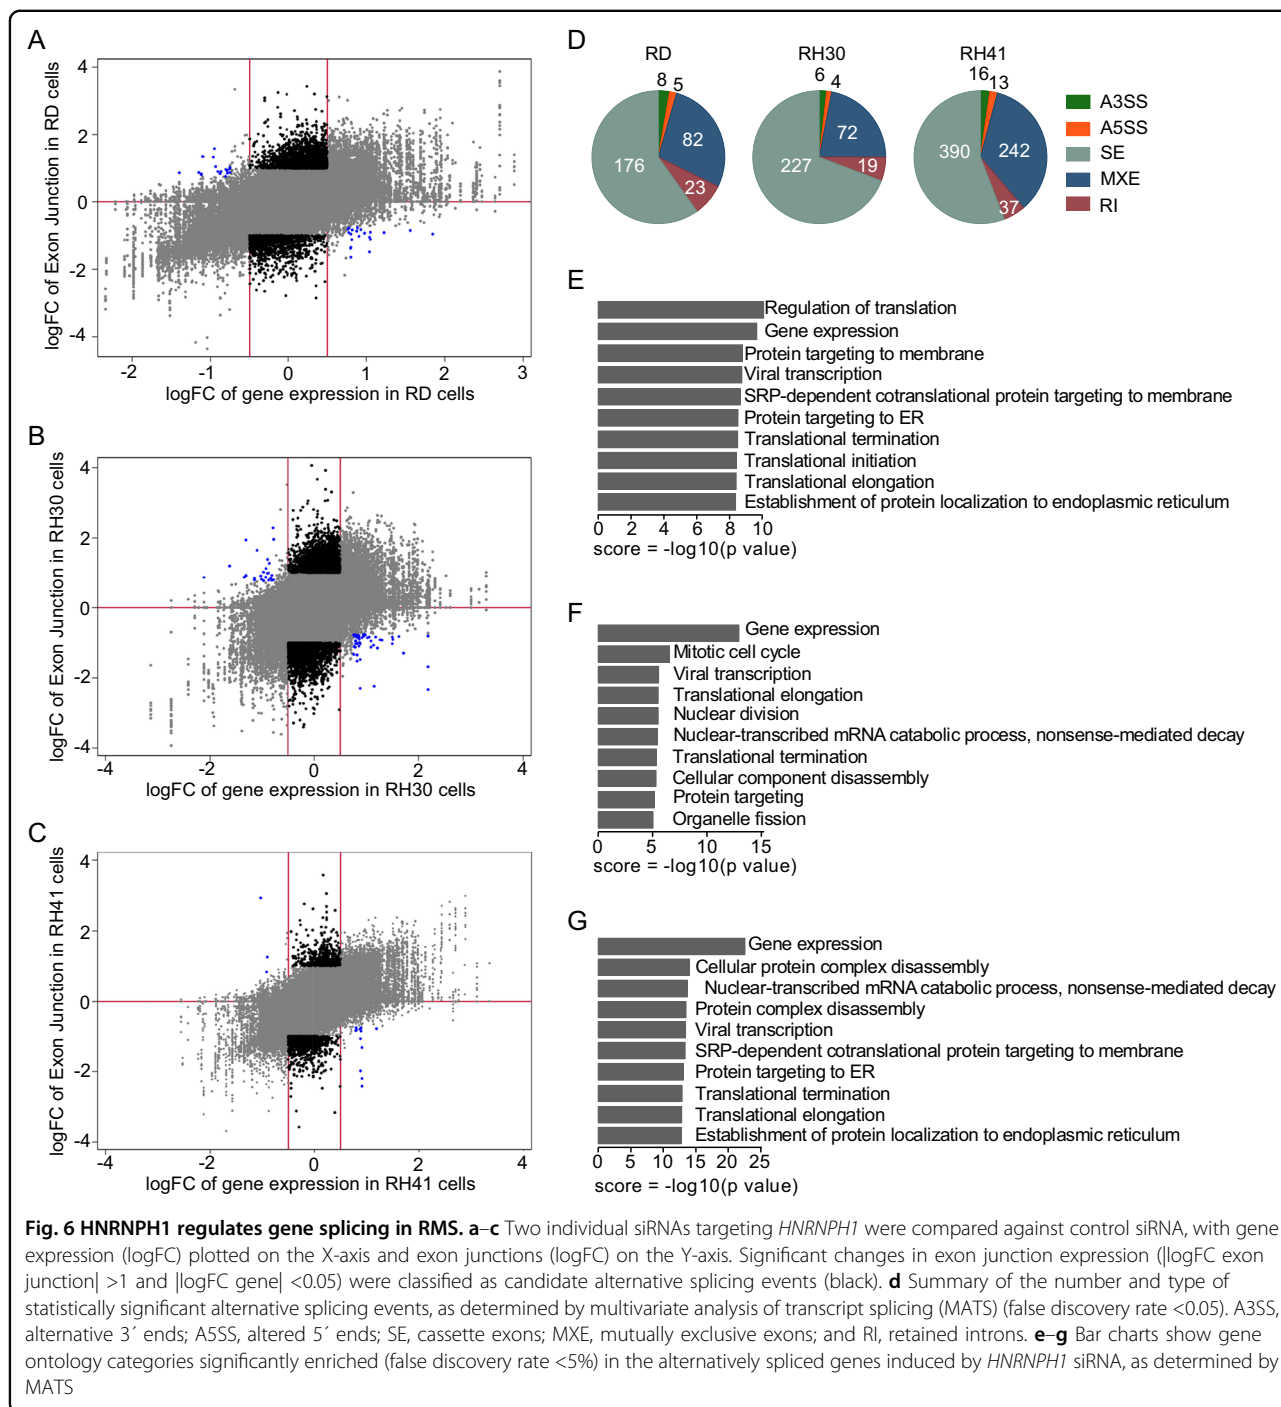 A
logFC of Exon Junction in RD cells
4
2
0
-2
-4
-2
-1
0
1
2
3
logFC of gene expression in RD cells
B
logFC of Exon Junction in RH30 cells
4
2
0
-2
-4
-4
-2
0
2
4
logFC of gene expression in RH30 cells
C
logFC of Exon Junction in RH41 cells
4
2
0
-2
-4
-4
-2
0
2
4
logFC of gene expression in RH41 cells
D
RD
8
5
82
176
23
RH30
6
4
72
227
19
RH41
16
13
390
242
37
A3SS
A5SS
SE
MXE
RI
E
Regulation of translation
Gene expression
Protein targeting to membrane
Viral transcription
SRP-dependent cotranslational protein targeting to membrane
Protein targeting to ER
Translational termination
Translational initiation
Translational elongation
Establishment of protein localization to endoplasmic reticulum
0 2 4 6 8 10
score = -log10(p value)
F
Gene expression
Mitotic cell cycle
Viral transcription
Translational elongation
Nuclear division
Nuclear-transcribed mRNA catabolic process, nonsense-mediated decay
Translational termination
Cellular component disassembly
Protein targeting
Organelle fission
0 5 10 15
score = -log10(p value)
G
Gene expression
Cellular protein complex disassembly
Nuclear-transcribed mRNA catabolic process, nonsense-mediated decay
Protein complex disassembly
Viral transcription
SRP-dependent cotranslational protein targeting to membrane
Protein targeting to ER
Translational termination
Translational elongation
Establishment of protein localization to endoplasmic reticulum
0 5 10 15 20 25
score = -log10(p value)
Fig. 6 HNRNPH1 regulates gene splicing in RMS. a–c Two individual siRNAs targeting HNRNPH1 were compared against control siRNA, with gene
expression (logFC) plotted on the X-axis and exon junctions (logFC) on the Y-axis. Significant changes in exon junction expression (|logFC exon
junction| >1 and |logFC gene| <0.05) were classified as candidate alternative splicing events (black). d Summary of the number and type of
statistically significant alternative splicing events, as determined by multivariate analysis of transcript splicing (MATS) (false discovery rate <0.05). A3SS,
alternative 3´ ends; A5SS, altered 5´ ends; SE, cassette exons; MXE, mutually exclusive exons; and RI, retained introns. e–g Bar charts show gene
ontology categories significantly enriched (false discovery rate <5%) in the alternatively spliced genes induced by HNRNPH1 siRNA, as determined by
MATS